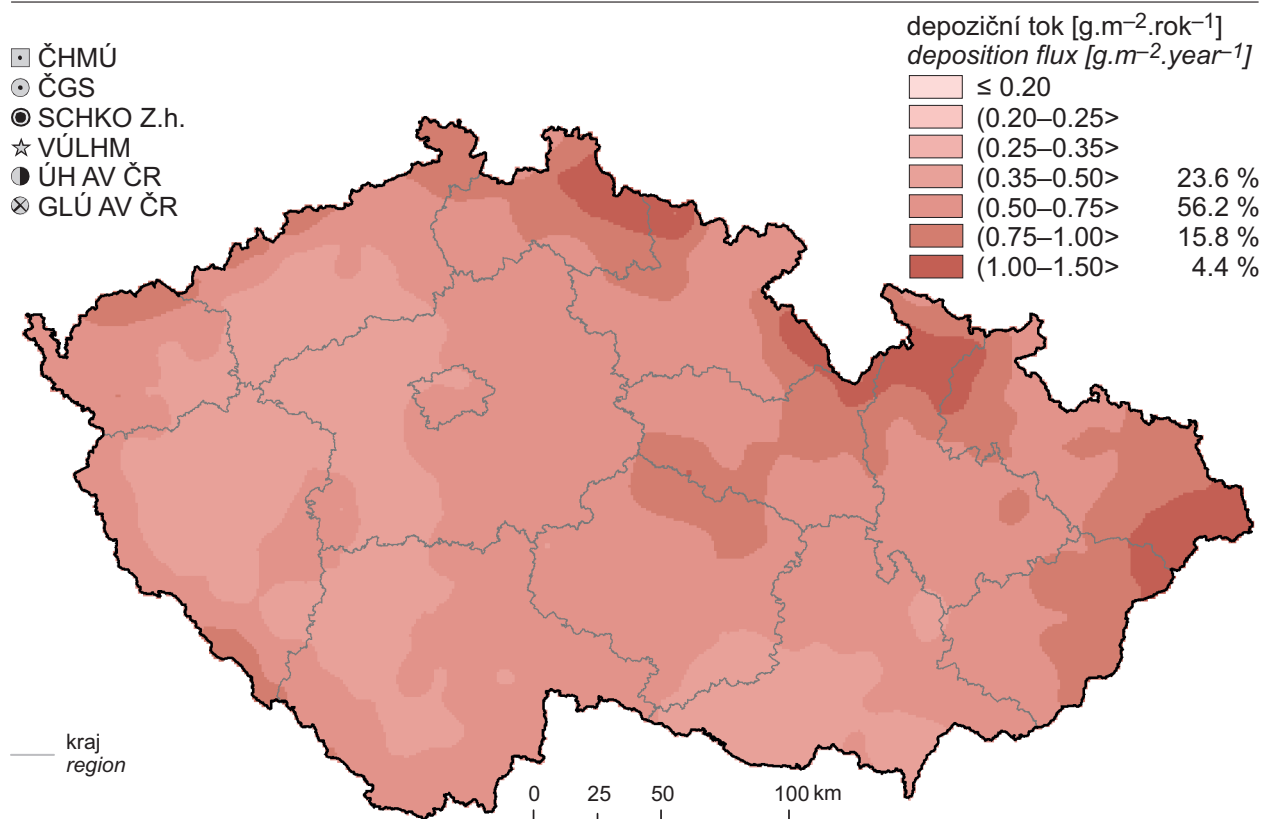 ČHMÚ
ČGS
SCHKO Z.h.
VÚLHM
ÚH AV ČR
GLÚ AV ČR
depoziční tok [g.m–2.rok–1]
deposition flux [g.m–2.year–1]
≤ 0.20
(0.20–0.25>
(0.25–0.35>
(0.35–0.50> 23.6 %
(0.50–0.75> 56.2 %
(0.75–1.00> 15.8 %
(1.00–1.50> 4.4 %
kraj
region
0 25 50 100 km